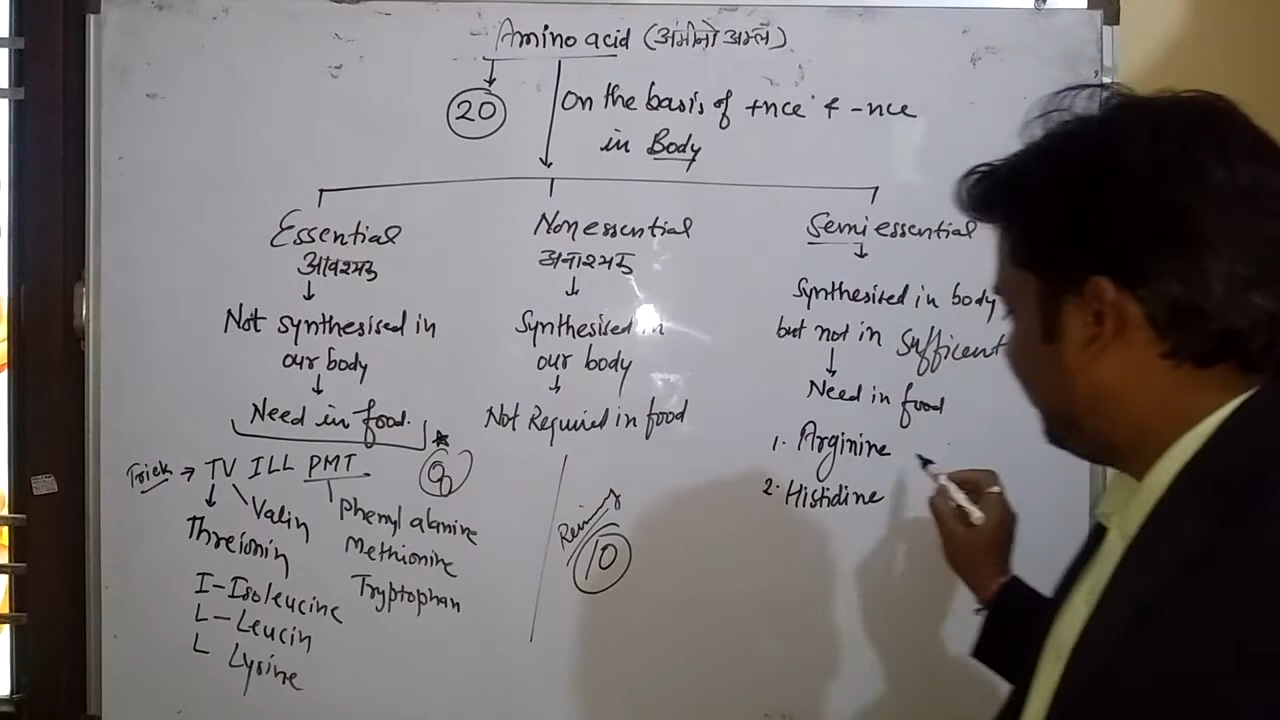 Amino acid (अमीनो अम्ल)
20
On the basis of +nce & -nce
in Body
Essential
आवश्यक
Not synthesised in
our body
Need in food.
Trick → TV ILL PMT.
Valin
Threionin
I-Isoleucine
L-Leucin
L Lysine
Phenyl alanine
Methionine
Tryptophan
Non essential
अनावश्यक
Synthesised in
our body
Not Required in food
10
Semi essential
Synthesised in body
but not in Sufficent
Need in food
1. Arginine
2. Histidine